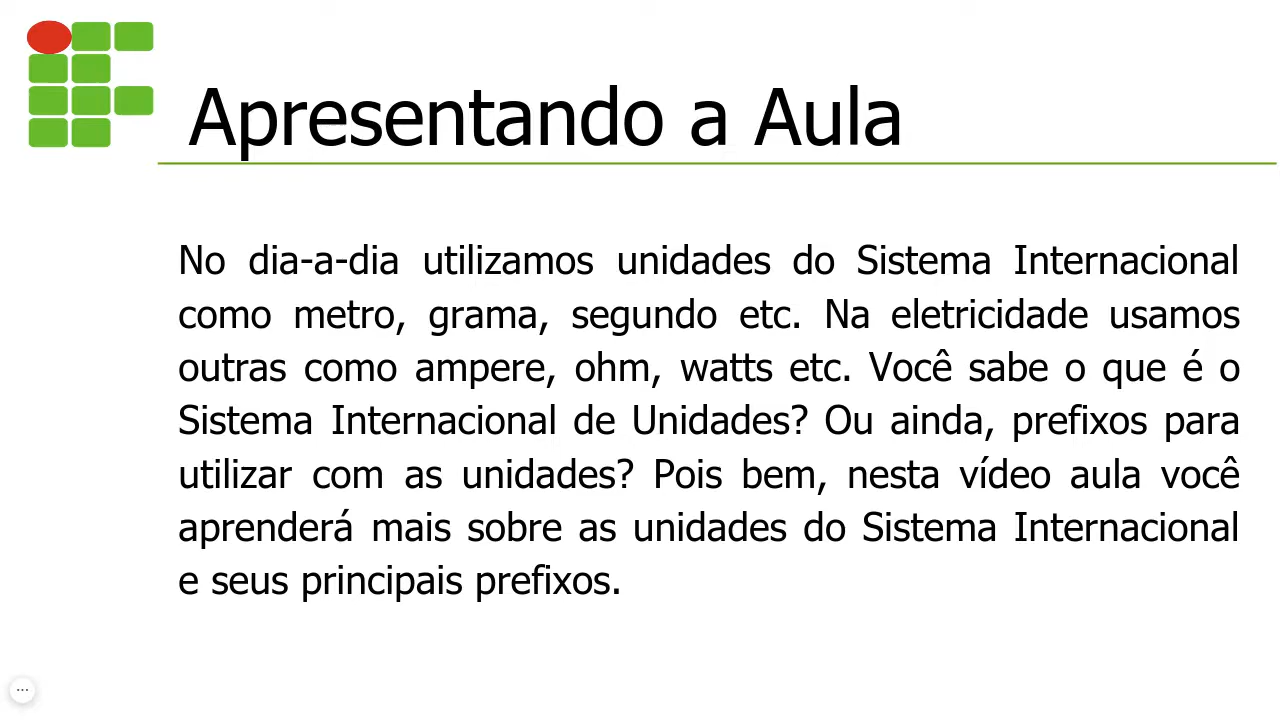 Apresentando a Aula
No dia-a-dia utilizamos unidades do Sistema Internacional
como metro, grama, segundo etc. Na eletricidade usamos
outras como ampere, ohm, watts etc. Você sabe o que é o
Sistema Internacional de Unidades? Ou ainda, prefixos para
utilizar com as unidades? Pois bem, nesta vídeo aula você
aprenderá mais sobre as unidades do Sistema Internacional
e seus principais prefixos.